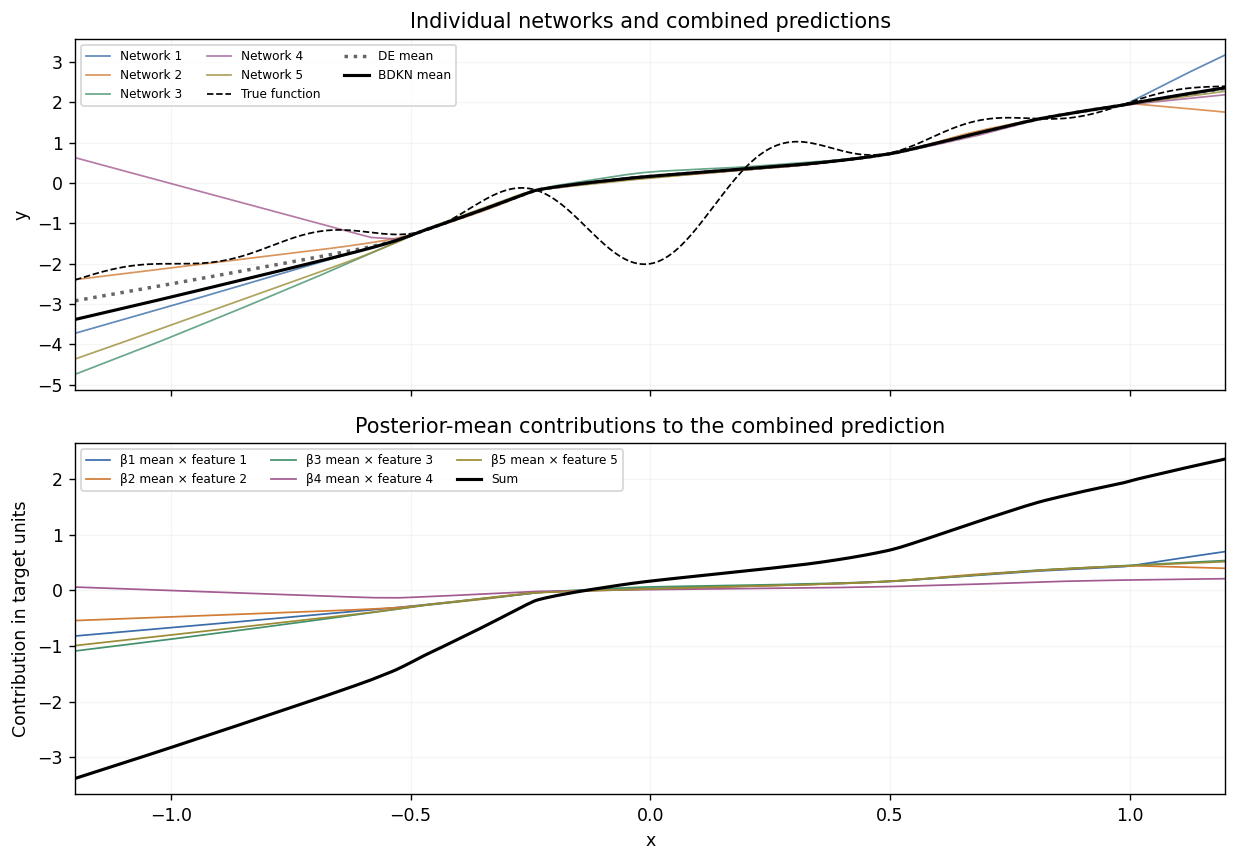 Individual networks and combined predictions
Network 1
Network 2
Network 3
Network 4
Network 5
True function
DE mean
BDKN mean
3
2
1
0
−1
−2
−3
−4
−5
y
Posterior-mean contributions to the combined prediction
β1 mean × feature 1
β2 mean × feature 2
β3 mean × feature 3
β4 mean × feature 4
β5 mean × feature 5
Sum
2
1
0
−1
−2
−3
Contribution in target units
−1.0
−0.5
0.0
0.5
1.0
x